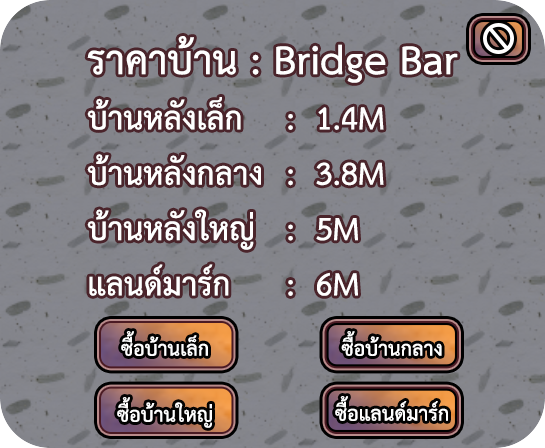 ราคาบ้าน : Bridge Bar
บ้านหลังเล็ก : 1.4M
บ้านหลังกลาง : 3.8M
บ้านหลังใหญ่ : 5M
แลนด์มาร์ก : 6M
ซื้อบ้านเล็ก ซื้อบ้านกลาง
ซื้อบ้านใหญ่ ซื้อแลนด์มาร์ก